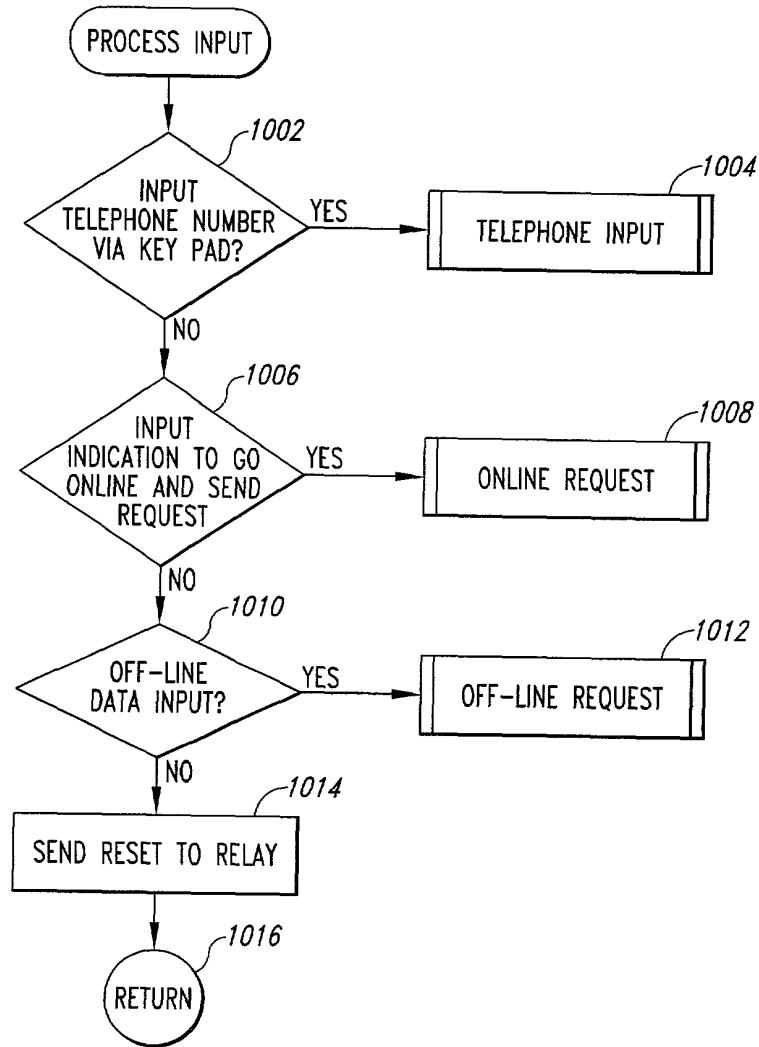 PROCESS INPUT
1002
INPUT
TELEPHONE NUMBER
VIA KEY PAD?
YES
1004
TELEPHONE INPUT
NO
1006
INPUT
INDICATION TO GO
ONLINE AND SEND
REQUEST
YES
1008
ONLINE REQUEST
NO
1010
OFF-LINE
DATA INPUT?
YES
1012
OFF-LINE REQUEST
NO
1014
SEND RESET TO RELAY
1016
RETURN